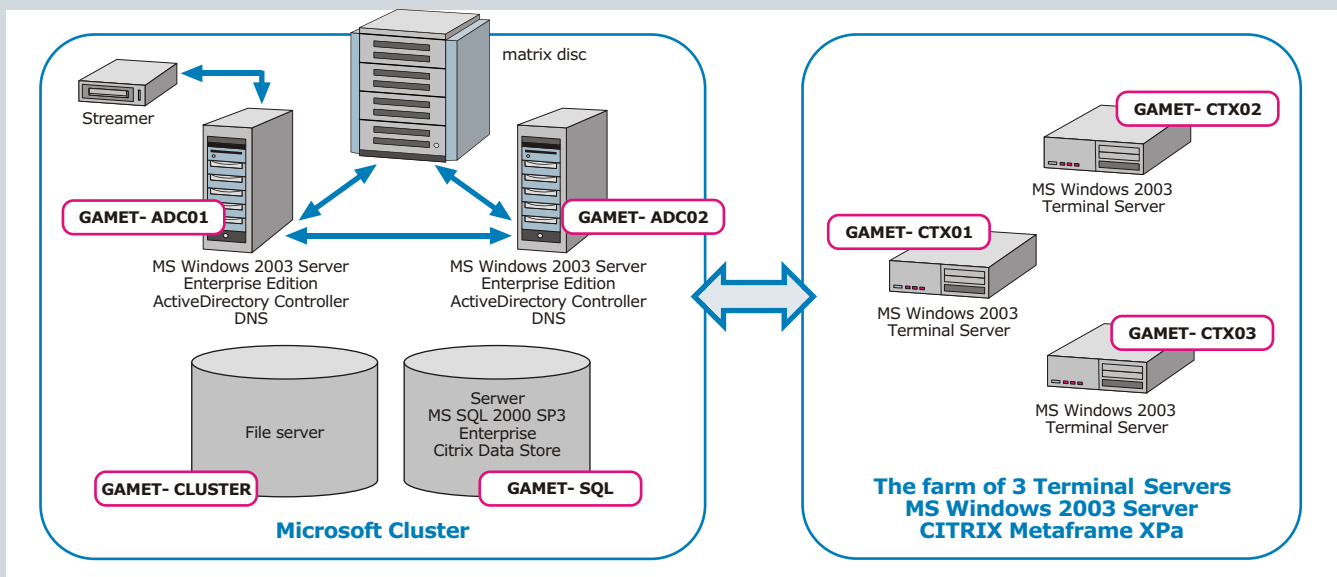 matrix disc
Streamer
GAMET- ADC01
GAMET- ADC02
MS Windows 2003 Server
Enterprise Edition
ActiveDirectory Controller
DNS
MS Windows 2003 Server
Enterprise Edition
ActiveDirectory Controller
DNS
File server
GAMET- CLUSTER
Serwer
MS SQL 2000 SP3
Enterprise
Citrix Data Store
GAMET- SQL
Microsoft Cluster
GAMET- CTX02
MS Windows 2003
Terminal Server
GAMET- CTX01
MS Windows 2003
Terminal Server
GAMET- CTX03
MS Windows 2003
Terminal Server
The farm of 3 Terminal Servers
MS Windows 2003 Server
CITRIX Metaframe XPa